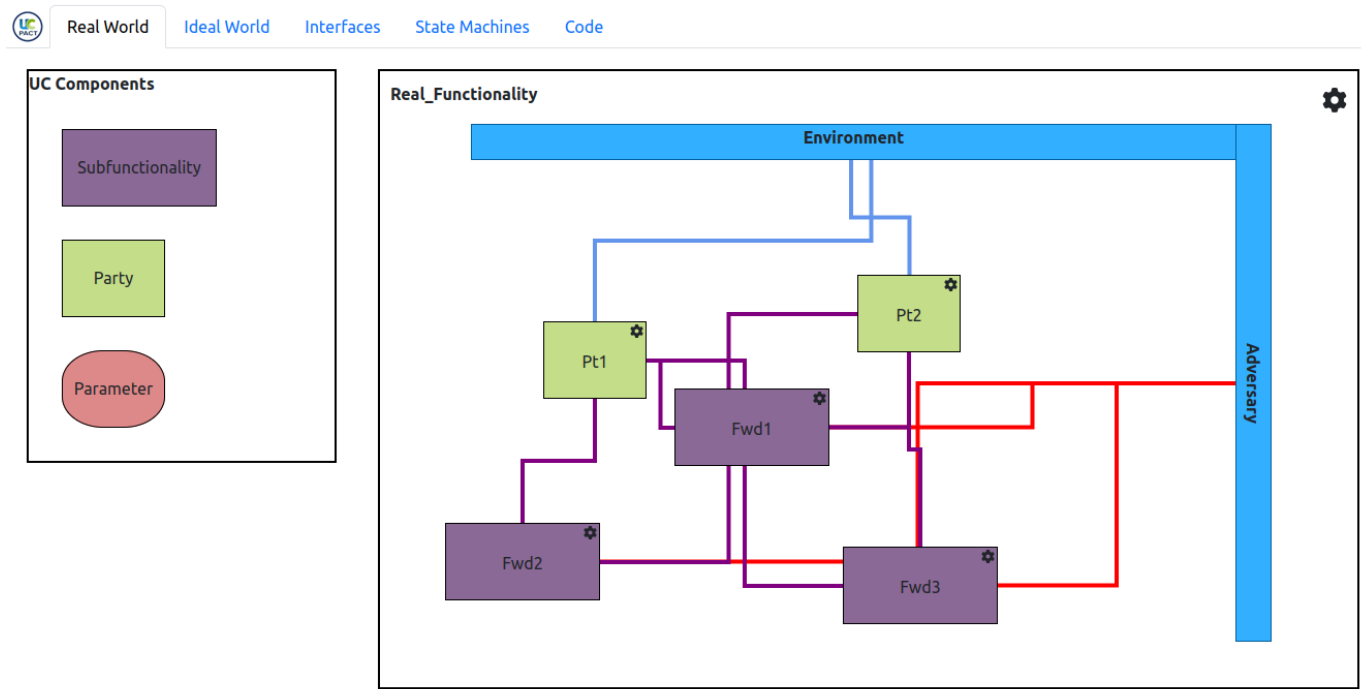 UC
PACT
Real World
Ideal World
Interfaces
State Machines
Code
UC Components
Subfunctionality
Party
Parameter
Real_Functionality
Environment
Adversary
Pt2
Pt1
Fwd1
Fwd2
Fwd3